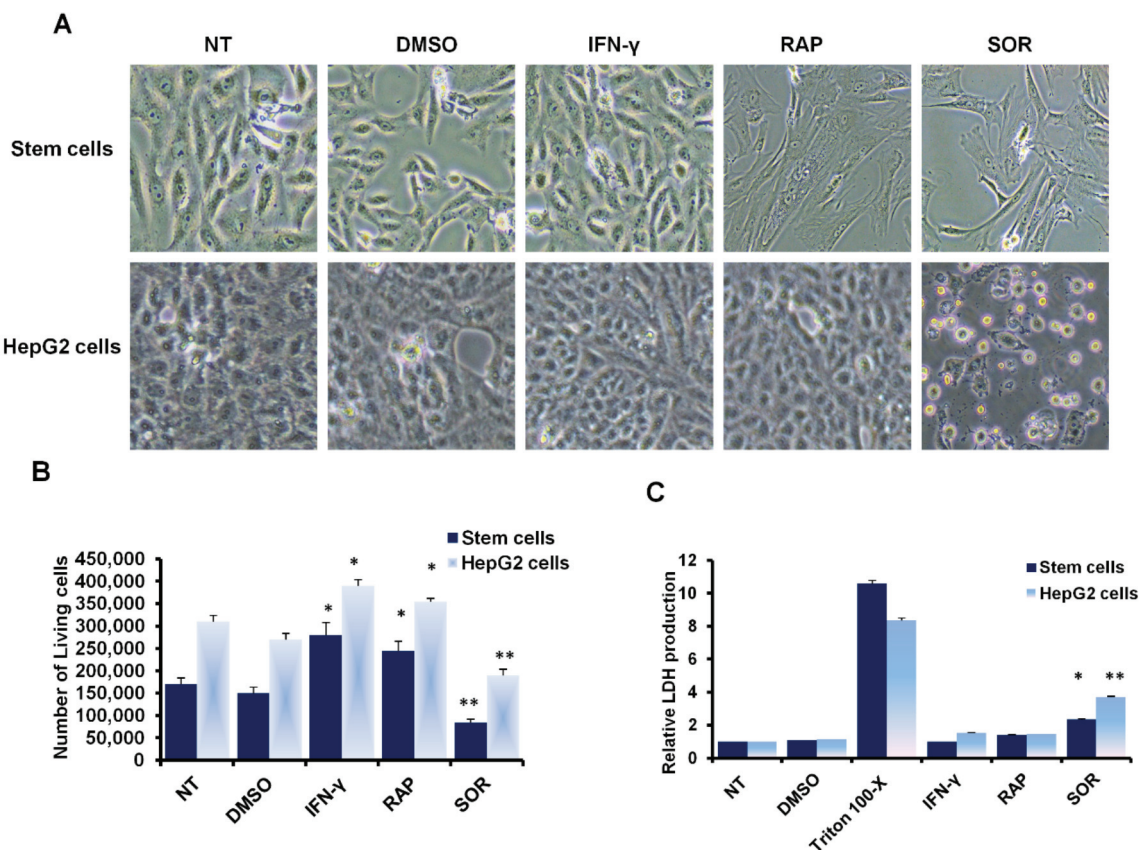 A
NT DMSO IFN-γ RAP SOR
Stem cells
HepG2 cells
B
Stem cells
HepG2 cells
Number of Living cells
450,000
400,000
350,000
300,000
250,000
200,000
150,000
100,000
50,000
0
* * * * ** **
NT DMSO IFN-γ RAP SOR
C
Stem cells
HepG2 cells
Relative LDH production
12
10
8
6
4
2
0
* **
NT DMSO Triton 100-X IFN-γ RAP SOR